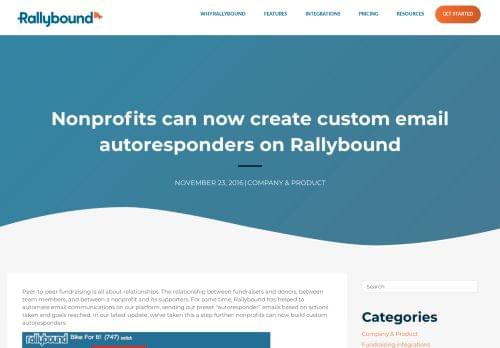 Rallybound
WHY RALLYBOUND
FEATURES
INTEGRATIONS
PRICING
RESOURCES
GET STARTED
Nonprofits can now create custom email
autoresponders on Rallybound
NOVEMBER 23, 2016 | COMPANY & PRODUCT
Peer-to-peer fundraising is all about relationships. The relationship between fundraisers and donors, between
team members, and between a nonprofit and its supporters. For some time, Rallybound has helped to
automate email communications on our platform, sending out preset "autoresponder" emails based on actions
taken and goals reached. In our latest update, we've taken this a step further: nonprofits can now build custom
autoresponders.
Search
Categories
Company & Product
Fundraising integrations
rallybound Bike For It! (747)